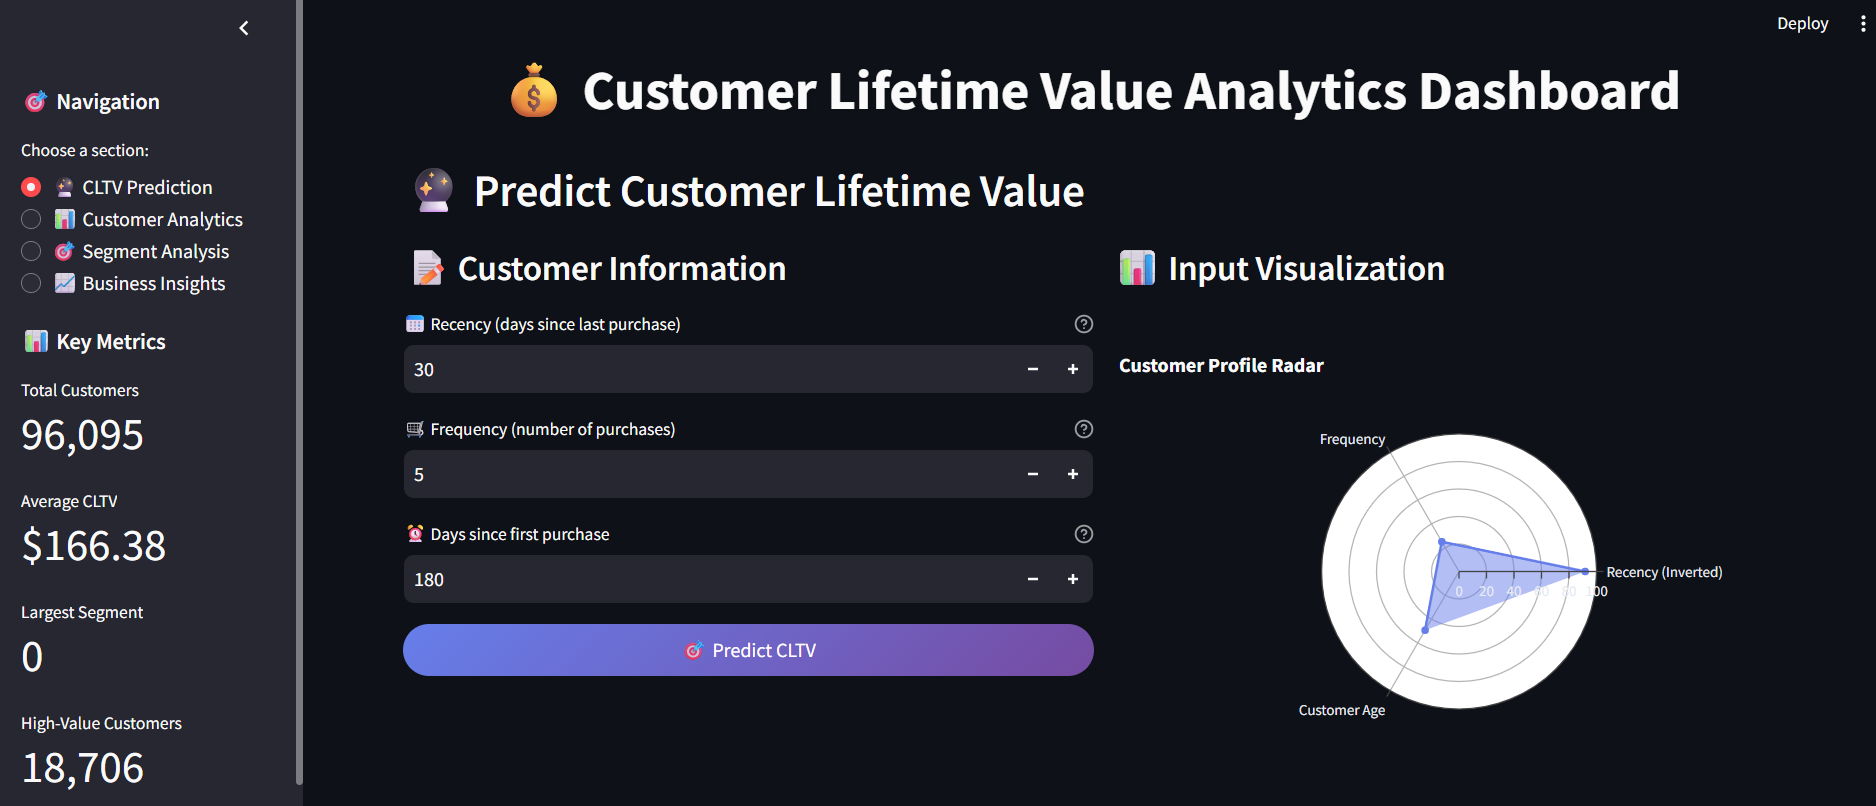 Deploy
Navigation
Choose a section:
CLTV Prediction
Customer Analytics
Segment Analysis
Business Insights
Key Metrics
Total Customers
96,095
Average CLTV
$166.38
Largest Segment
0
High-Value Customers
18,706
Customer Lifetime Value Analytics Dashboard
Predict Customer Lifetime Value
Customer Information
Recency (days since last purchase)
30
Frequency (number of purchases)
5
Days since first purchase
180
Predict CLTV
Input Visualization
Customer Profile Radar
Frequency
Recency (Inverted)
0 20 40 60 80 100
Customer Age